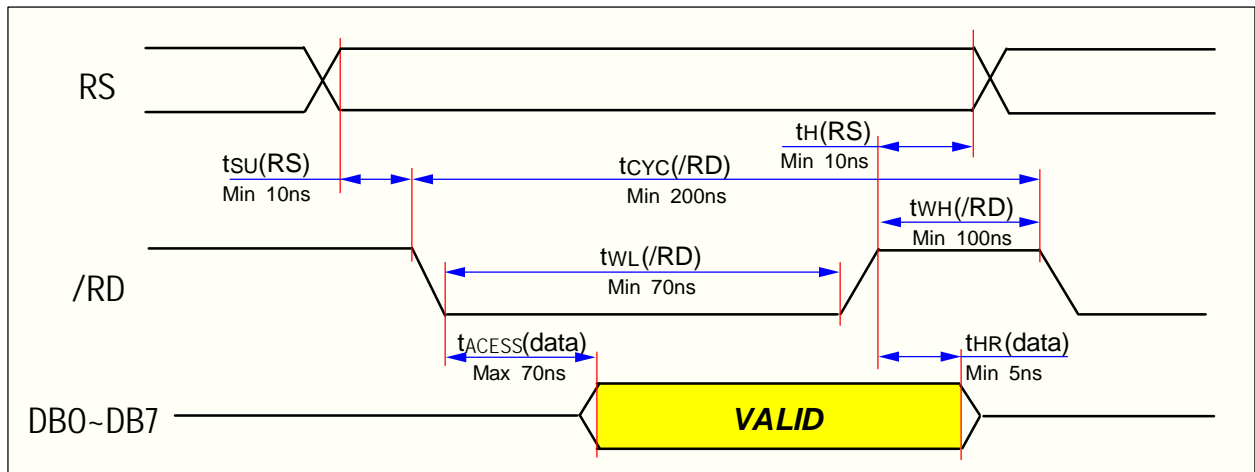 RS
tH(RS)
Min 10ns
tSU(RS)
Min 10ns
tCYC(/RD)
Min 200ns
tWH(/RD)
Min 100ns
/RD
tWL(/RD)
Min 70ns
tACESS(data)
Max 70ns
tHR(data)
Min 5ns
DB0~DB7
VALID